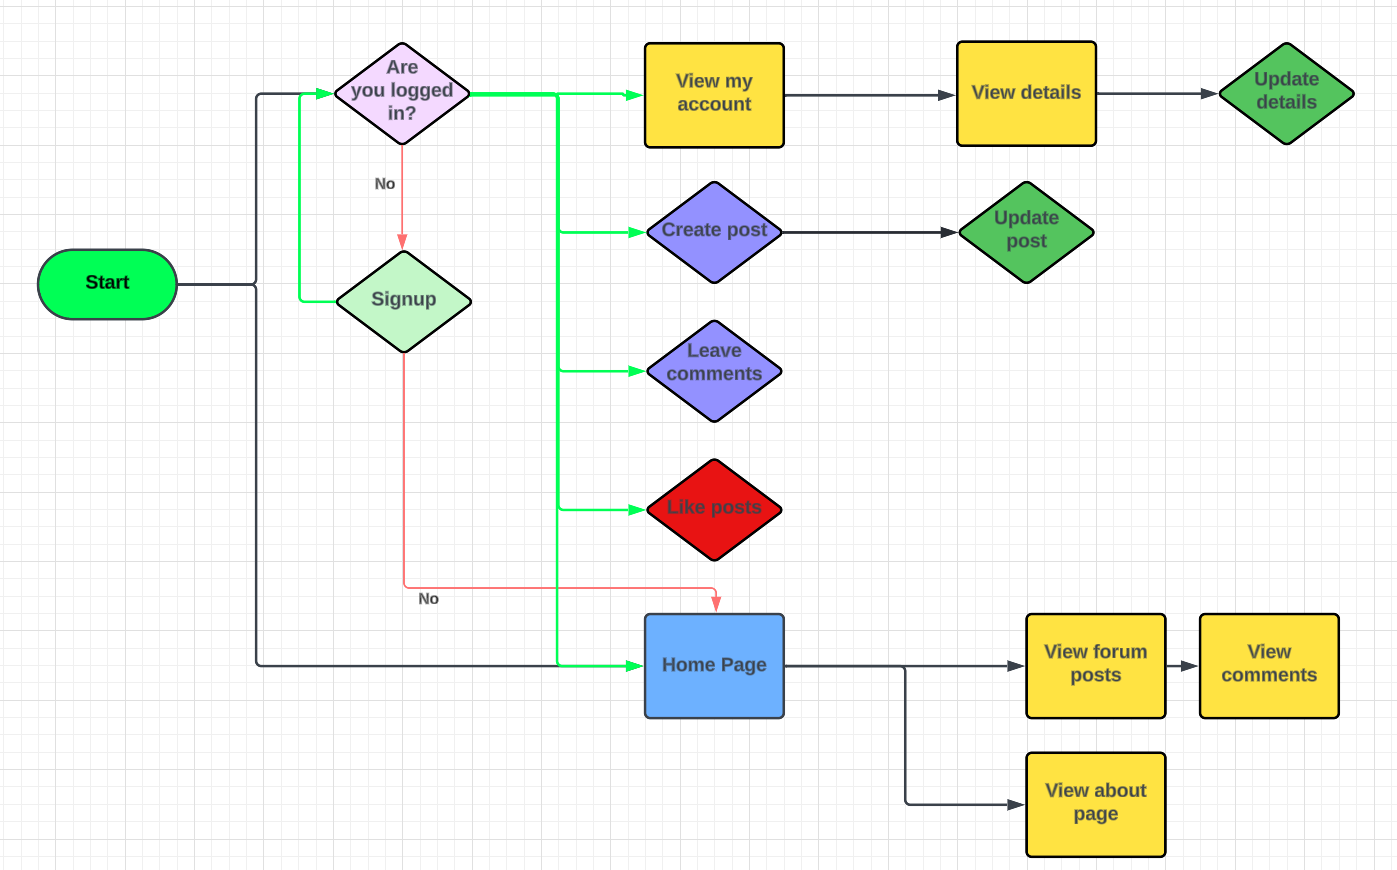 Are
you logged
in?
View my
account
View details
Update
details
No
Create post
Update
post
Start
Signup
Leave
comments
Like posts
No
Home Page
View forum
posts
View
comments
View about
page